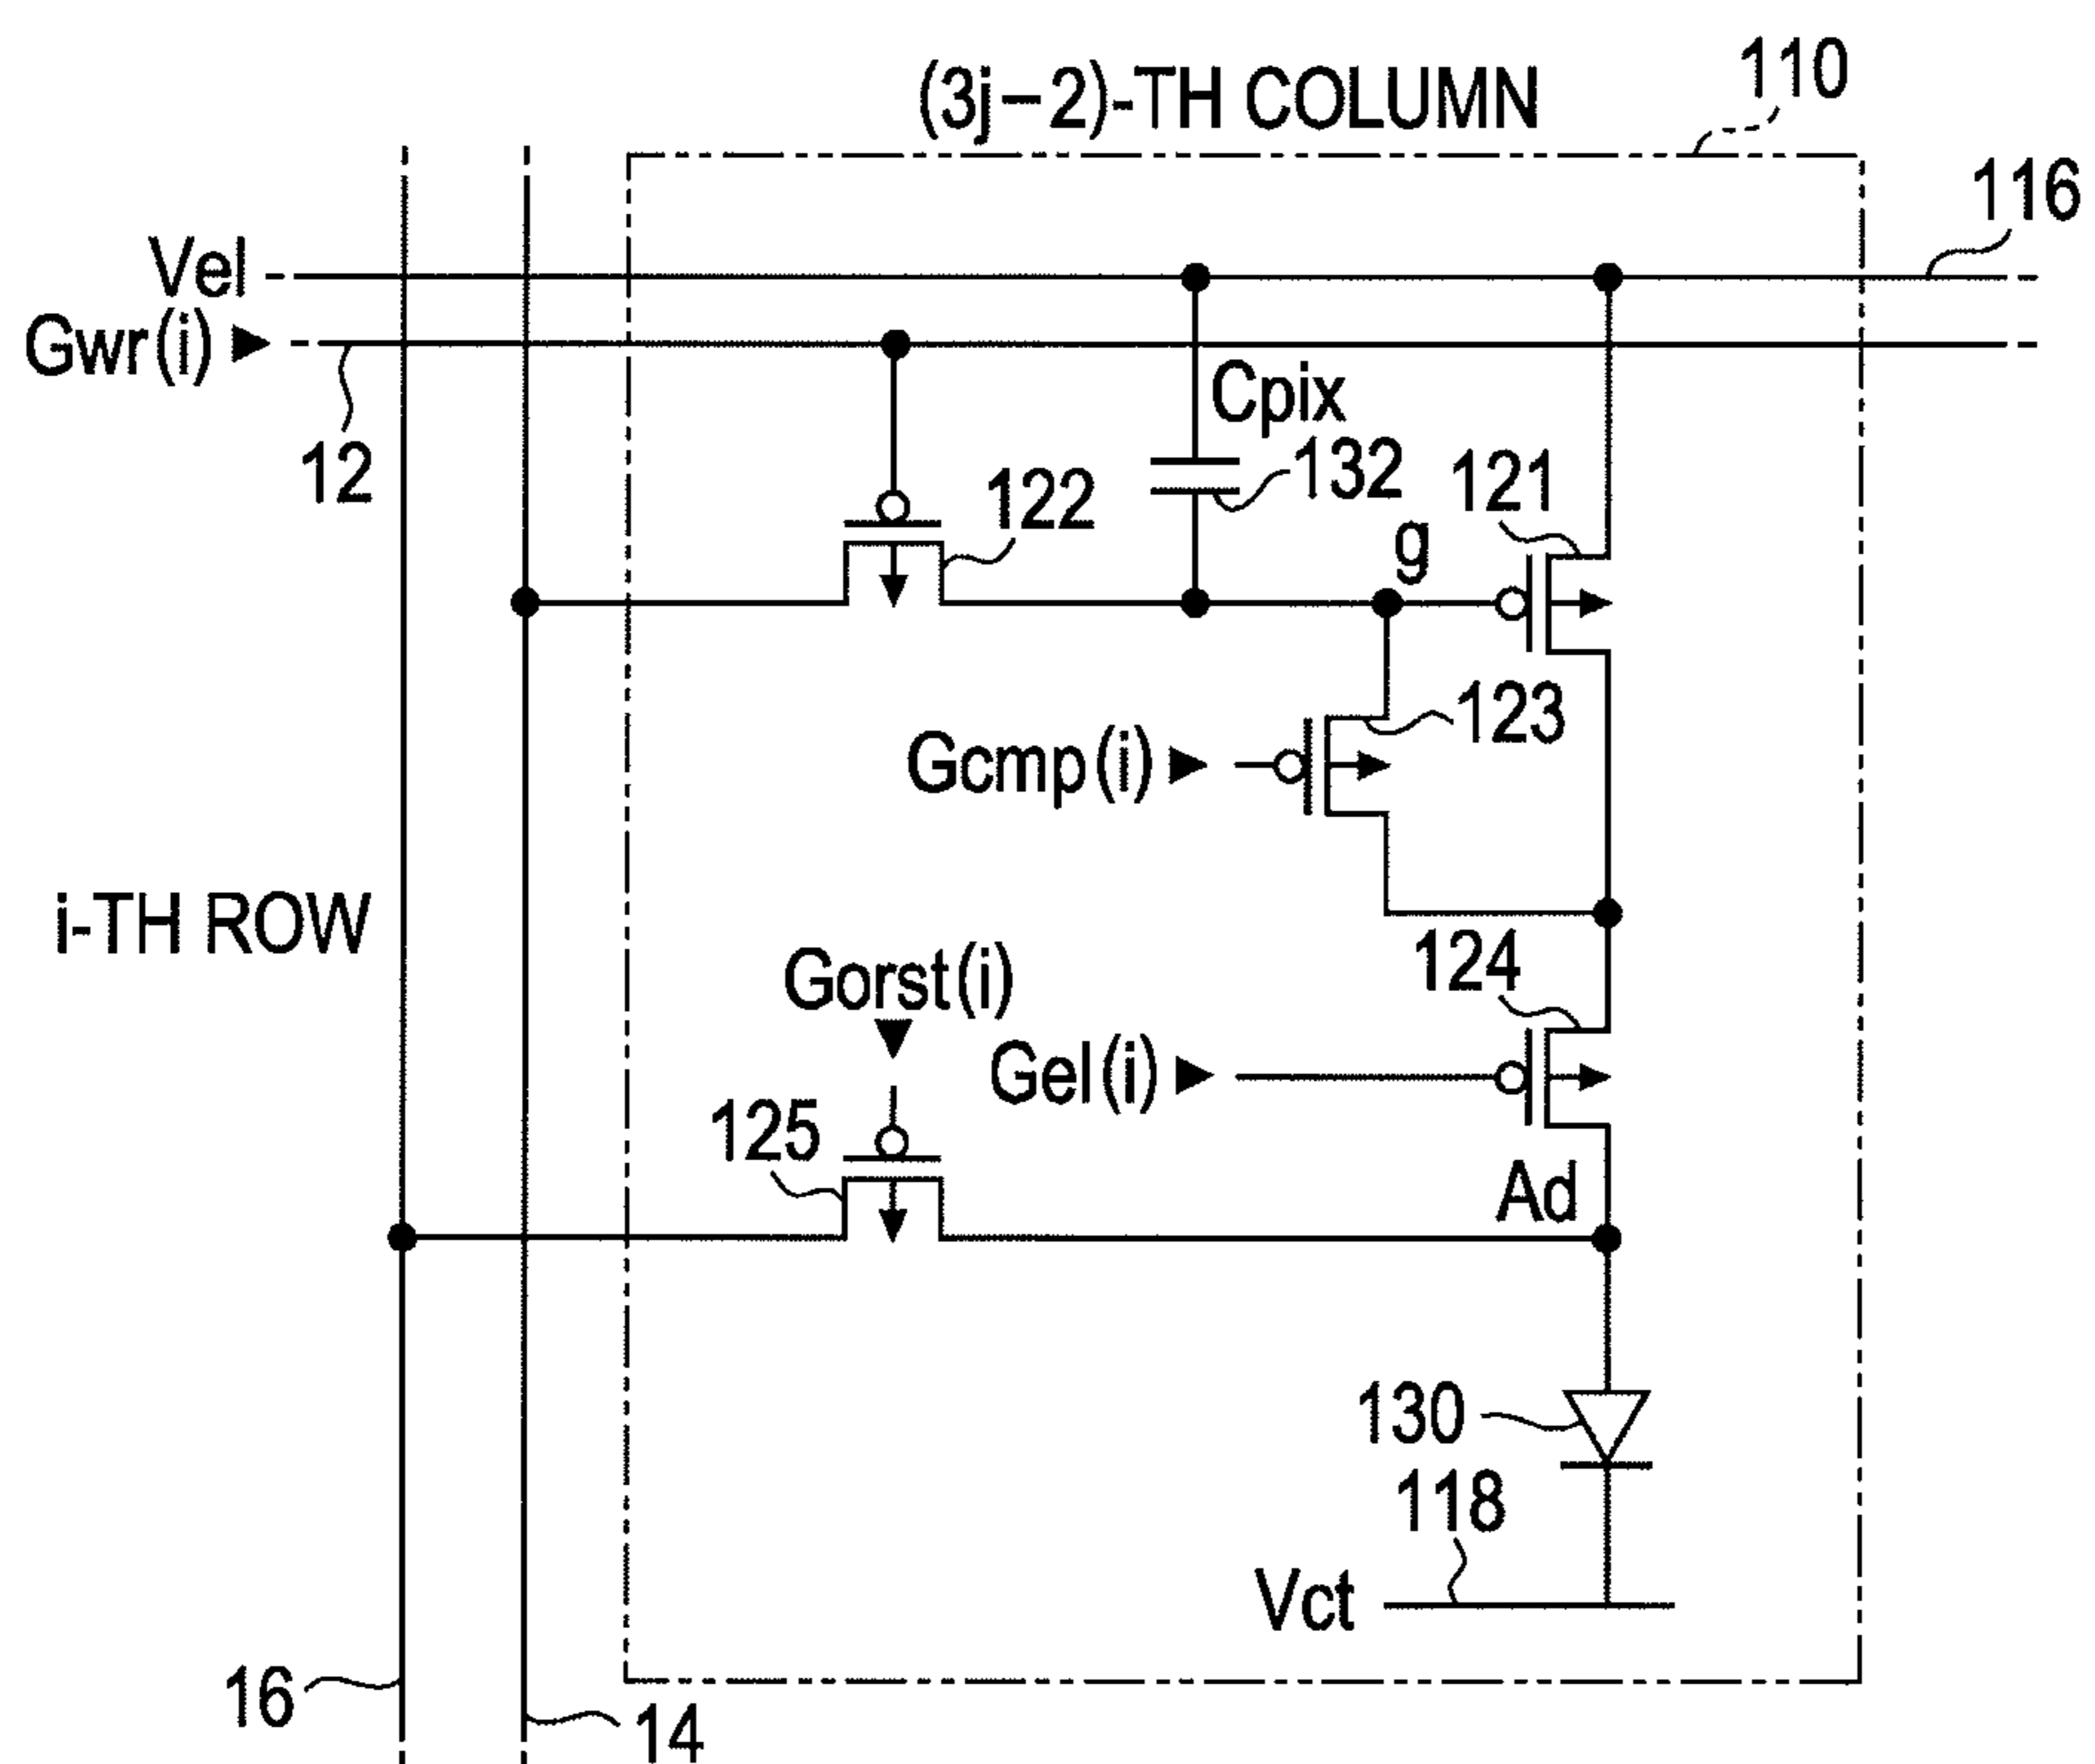 110
(3j−2)-TH COLUMN
116
Vel
Gwr(i)
12
Cpix
132
121
122
g
123
Gcmp(i)
i-TH ROW
124
Gorst(i)
Gel(i)
125
Ad
130
118
Vct
16
14